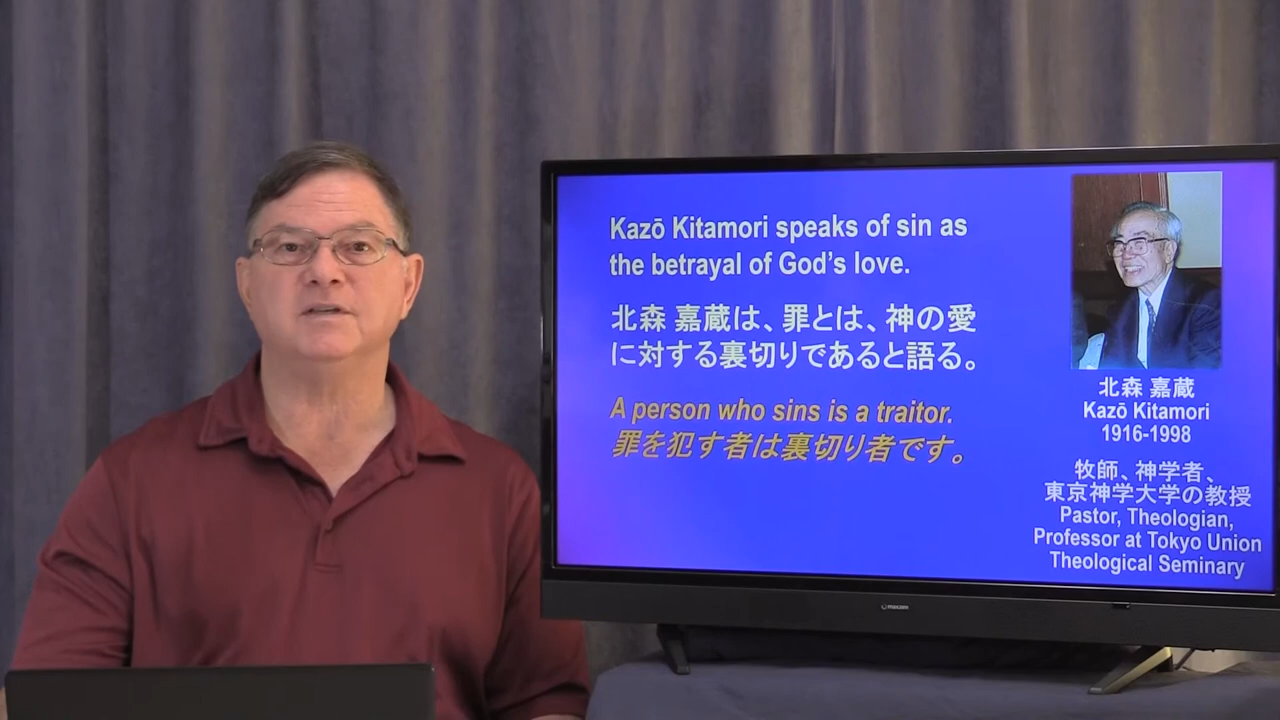 Kazō Kitamori speaks of sin as
the betrayal of God's love.
北森 嘉蔵は、罪とは、神の愛
に対する裏切りであると語る。
A person who sins is a traitor.
罪を犯す者は裏切り者です。
北森 嘉蔵
Kazō Kitamori
1916-1998
牧師、神学者、
東京神学大学の教授
Pastor, Theologian,
Professor at Tokyo Union
Theological Seminary